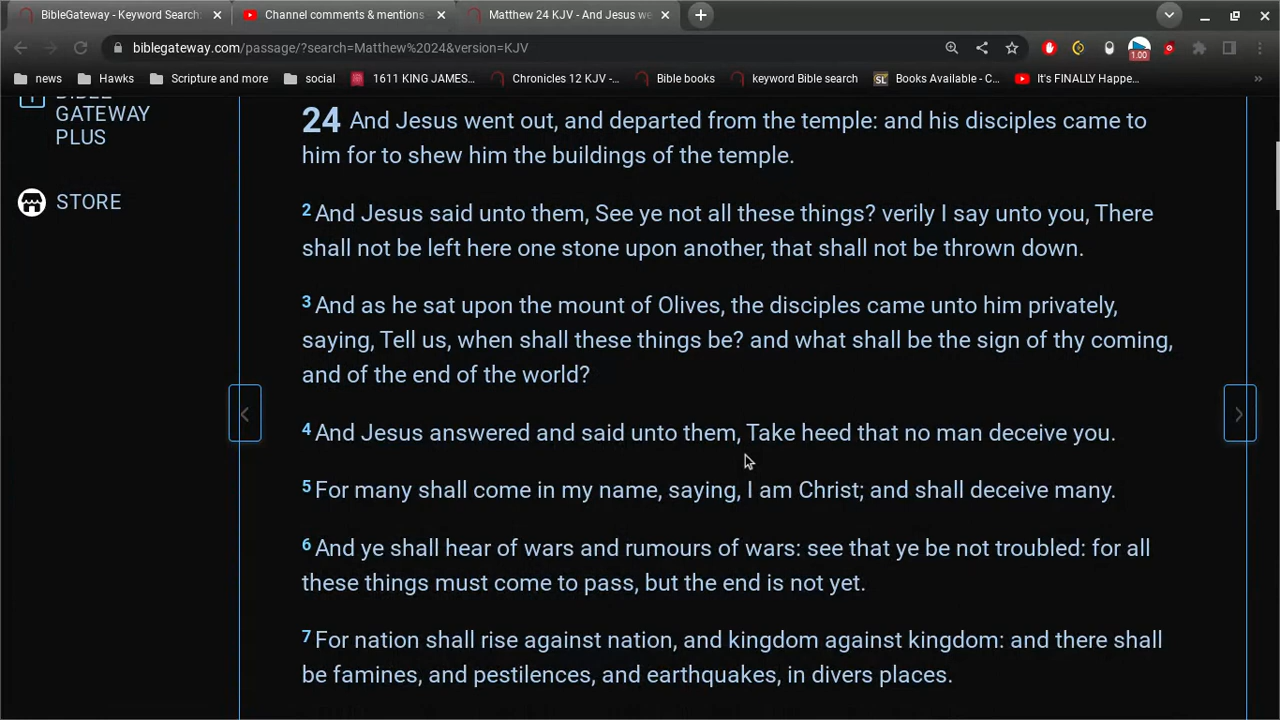 BibleGateway - Keyword Search:
Channel comments & mentions -
Matthew 24 KJV - And Jesus we
biblegateway.com/passage/?search=Matthew%2024&version=KJV
1.00
news
Hawks
Scripture and more
social
1611 KING JAMES...
Chronicles 12 KJV -...
Bible books
keyword Bible search
SL
Books Available - C...
It's FINALLY Happe...
»
BIBLE
GATEWAY
PLUS
STORE
24 And Jesus went out, and departed from the temple: and his disciples came to
him for to shew him the buildings of the temple.
2 And Jesus said unto them, See ye not all these things? verily I say unto you, There
shall not be left here one stone upon another, that shall not be thrown down.
3 And as he sat upon the mount of Olives, the disciples came unto him privately,
saying, Tell us, when shall these things be? and what shall be the sign of thy coming,
and of the end of the world?
4 And Jesus answered and said unto them, Take heed that no man deceive you.
5 For many shall come in my name, saying, I am Christ; and shall deceive many.
6 And ye shall hear of wars and rumours of wars: see that ye be not troubled: for all
these things must come to pass, but the end is not yet.
7 For nation shall rise against nation, and kingdom against kingdom: and there shall
be famines, and pestilences, and earthquakes, in divers places.